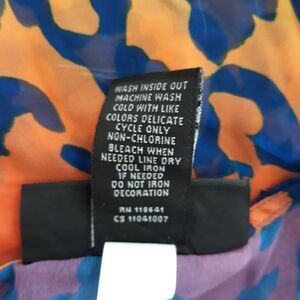 WASH INSIDE OUT
MACHINE WASH
COLD WITH LIKE
COLORS DELICATE
CYCLE ONLY
NON-CHLORINE
BLEACH WHEN
NEEDED LINE DRY
COOL IRON
IF NEEDED
DO NOT IRON
DECORATION
RN 119641
CS 11041007